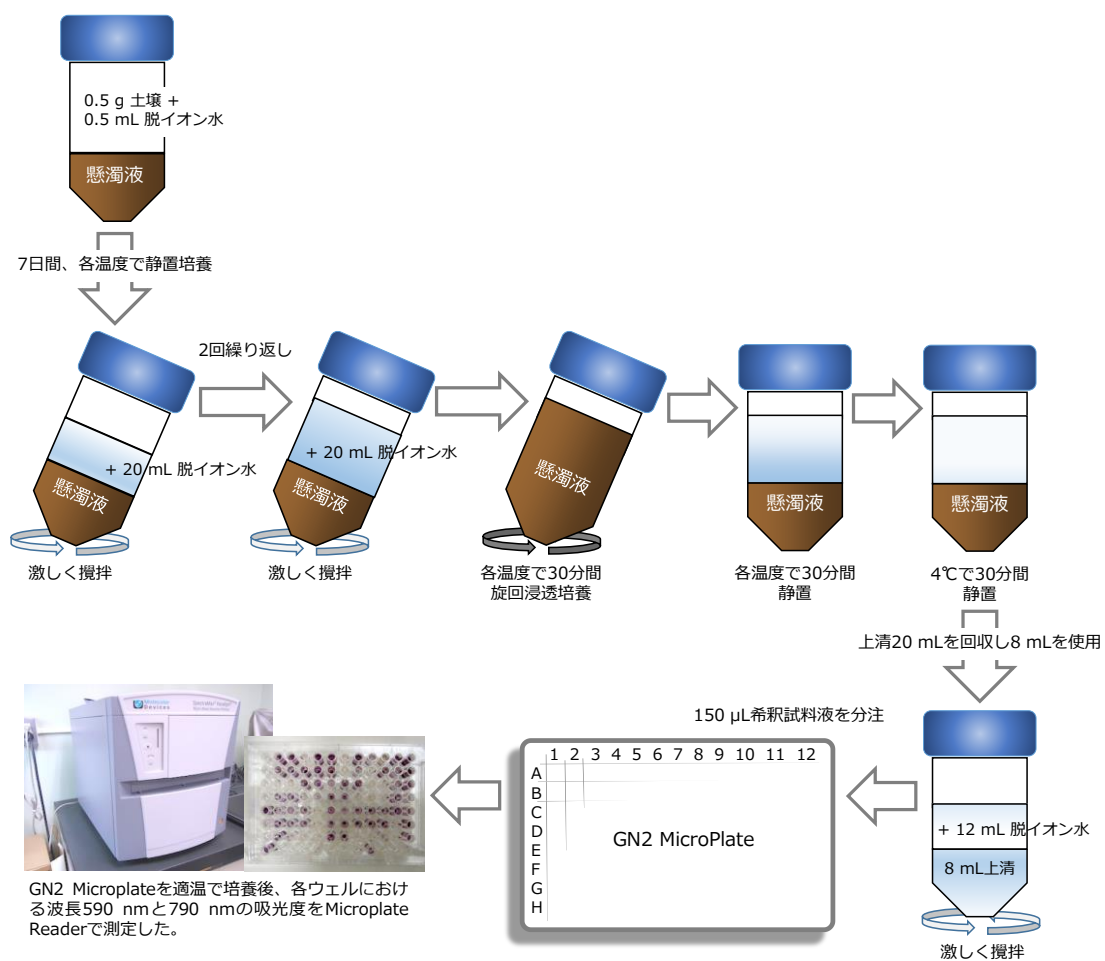 0.5 g 土壌 +
0.5 mL 脱イオン水
懸濁液
7日間、各温度で静置培養
2回繰り返し
+ 20 mL 脱イオン水
懸濁液
激しく攪拌
+ 20 mL 脱イオン水
懸濁液
激しく攪拌
懸濁液
各温度で30分間
旋回浸透培養
懸濁液
各温度で30分間
静置
懸濁液
4℃で30分間
静置
上清20 mLを回収し8 mLを使用
+ 12 mL 脱イオン水
8 mL上清
激しく攪拌
150 µL希釈試料液を分注
1 2 3 4 5 6 7 8 9 10 11 12
A
B
C
D
E
F
G
H
GN2 MicroPlate
Molecular
Devices
GN2 Microplateを適温で培養後、各ウェルにおけ
る波長590 nmと790 nmの吸光度をMicroplate
Readerで測定した。